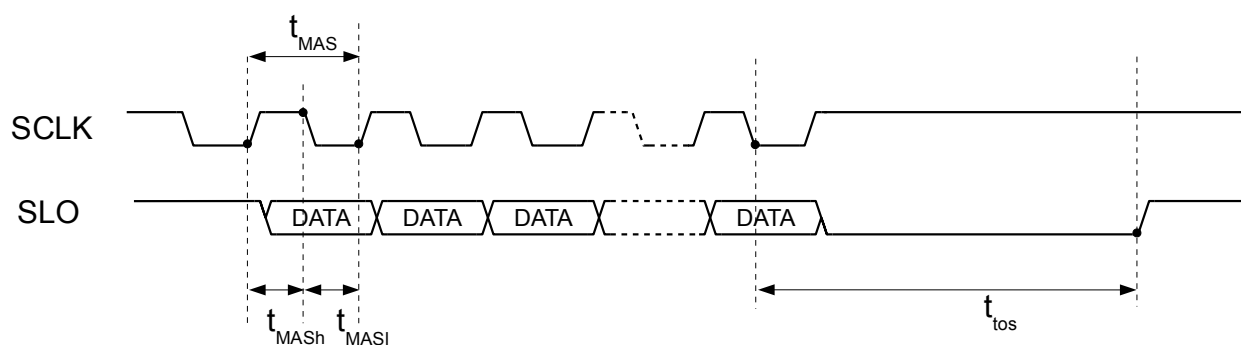 tMAS
SCLK
SLO
DATA DATA DATA DATA
tMASh tMASl ttos